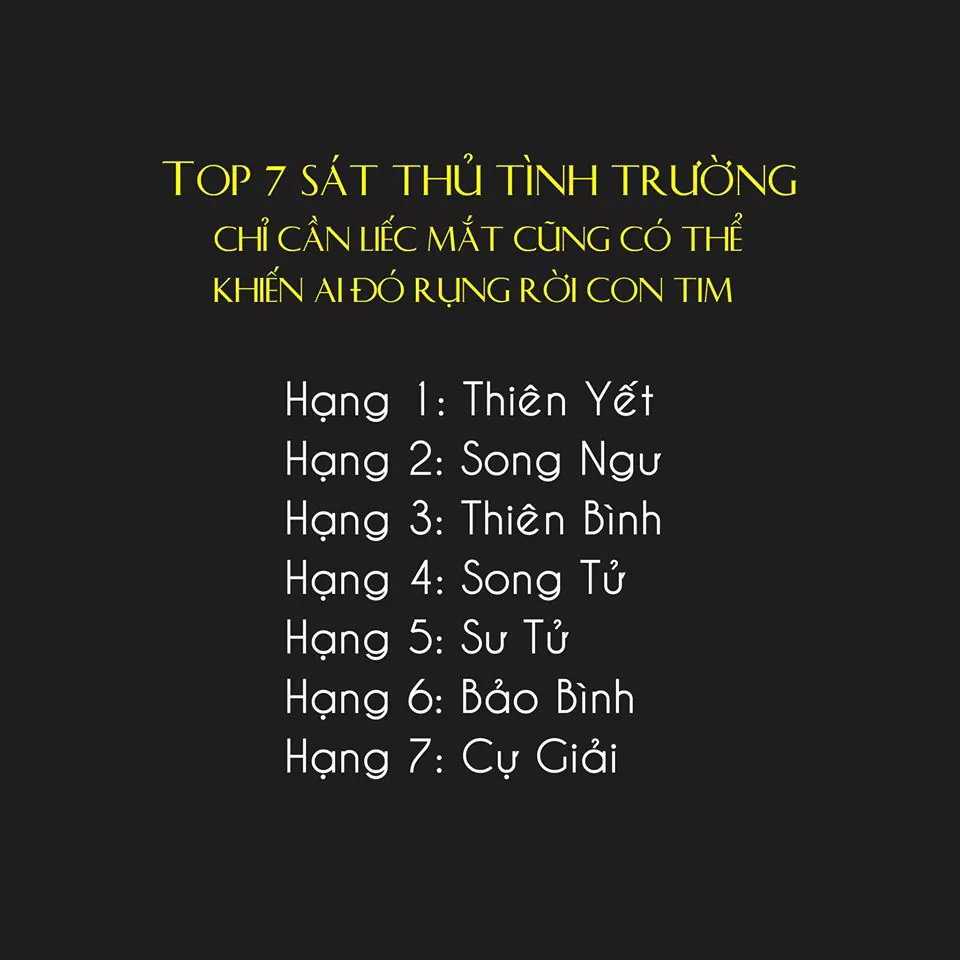 Top 7 sát thủ tình trường
chỉ cần liếc mắt cũng có thể
khiến ai đó rụng rời con tim
Hạng 1: Thiên Yết
Hạng 2: Song Ngư
Hạng 3: Thiên Bình
Hạng 4: Song Tử
Hạng 5: Sư Tử
Hạng 6: Bảo Bình
Hạng 7: Cự Giải